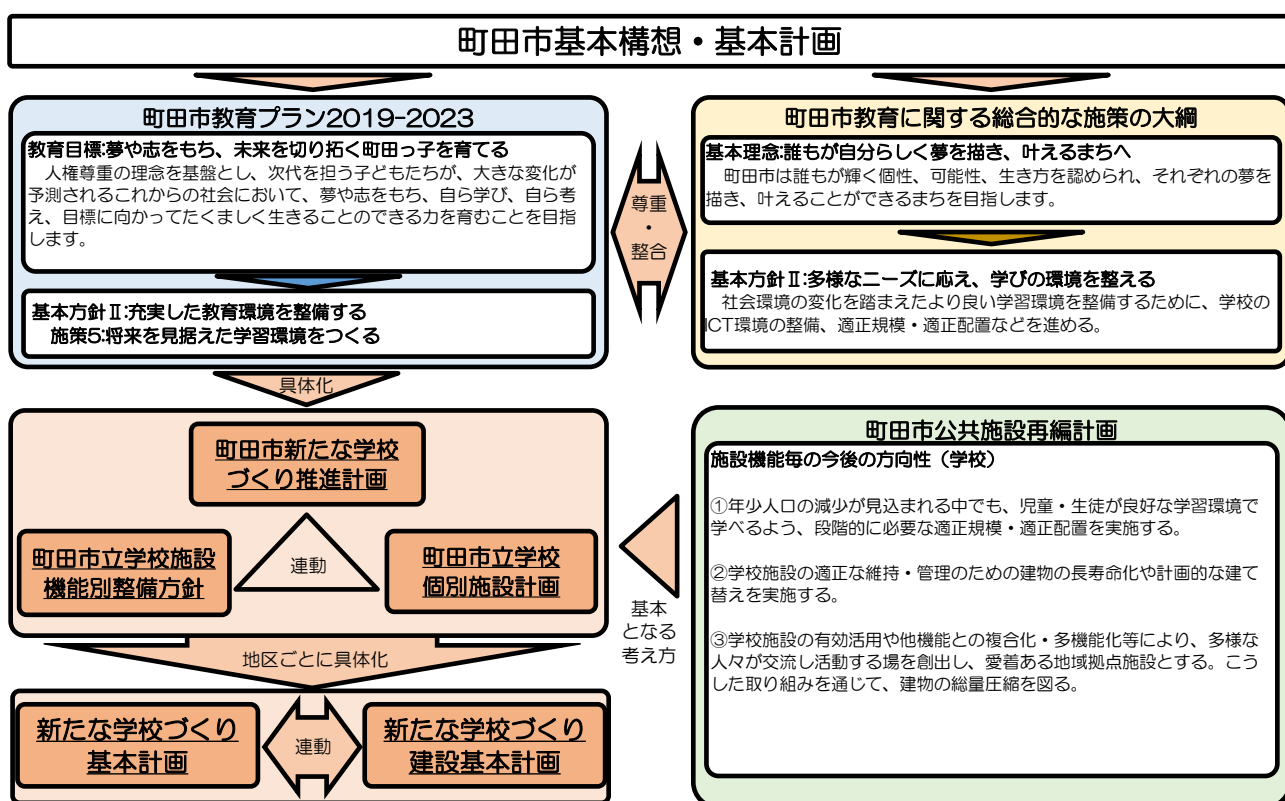 町田市基本構想・基本計画
町田市教育プラン2019-2023
教育目標:夢や志をもち、未来を切り拓く町田っ子を育てる
人権尊重の理念を基盤とし、次代を担う子どもたちが、大きな変化が
予測されるこれからの社会において、夢や志をもち、自ら学び、自ら考
え、目標に向かってたくましく生きることのできる力を育むことを目指
します。
基本方針Ⅱ:充実した教育環境を整備する
施策5:将来を見据えた学習環境をつくる
尊重
・
整合
町田市教育に関する総合的な施策の大綱
基本理念:誰もが自分らしく夢を描き、叶えるまちへ
町田市は誰もが輝く個性、可能性、生き方を認められ、それぞれの夢を
描き、叶えることができるまちを目指します。
基本方針Ⅱ:多様なニーズに応え、学びの環境を整える
社会環境の変化を踏まえたより良い学習環境を整備するために、学校の
ICT環境の整備、適正規模・適正配置などを進める。
具体化
町田市新たな学校
づくり推進計画
町田市立学校施設
機能別整備方針
連動
町田市立学校
個別施設計画
基本
となる
考え方
町田市公共施設再編計画
施設機能毎の今後の方向性（学校）
①年少人口の減少が見込まれる中でも、児童・生徒が良好な学習環境で
学べるよう、段階的に必要な適正規模・適正配置を実施する。
②学校施設の適正な維持・管理のための建物の長寿命化や計画的な建て
替えを実施する。
③学校施設の有効活用や他機能との複合化・多機能化等により、多様な
人々が交流し活動する場を創出し、愛着ある地域拠点施設とする。こう
した取り組みを通じて、建物の総量圧縮を図る。
地区ごとに具体化
新たな学校づくり
基本計画
連動
新たな学校づくり
建設基本計画